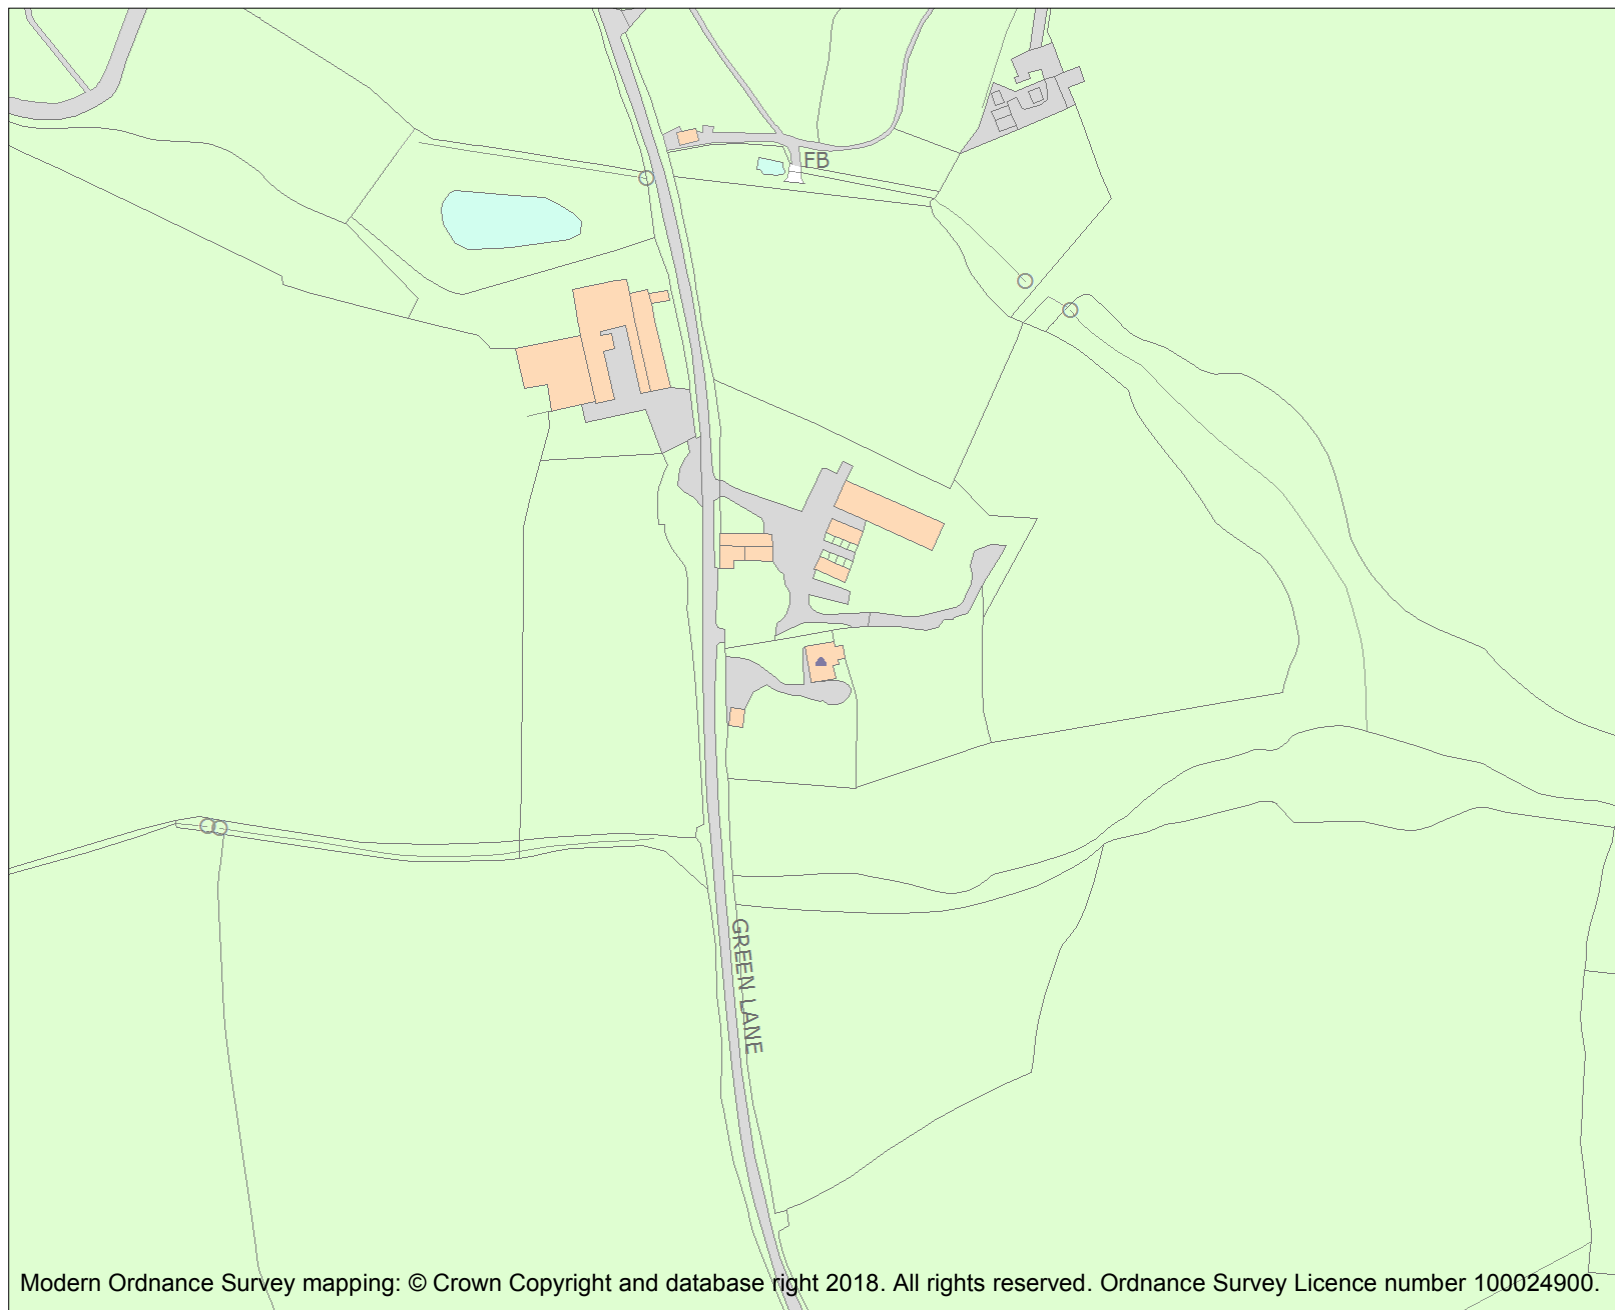 FB
GREEN LANE
Modern Ordnance Survey mapping: © Crown Copyright and database right 2018. All rights reserved. Ordnance Survey Licence number 100024900.